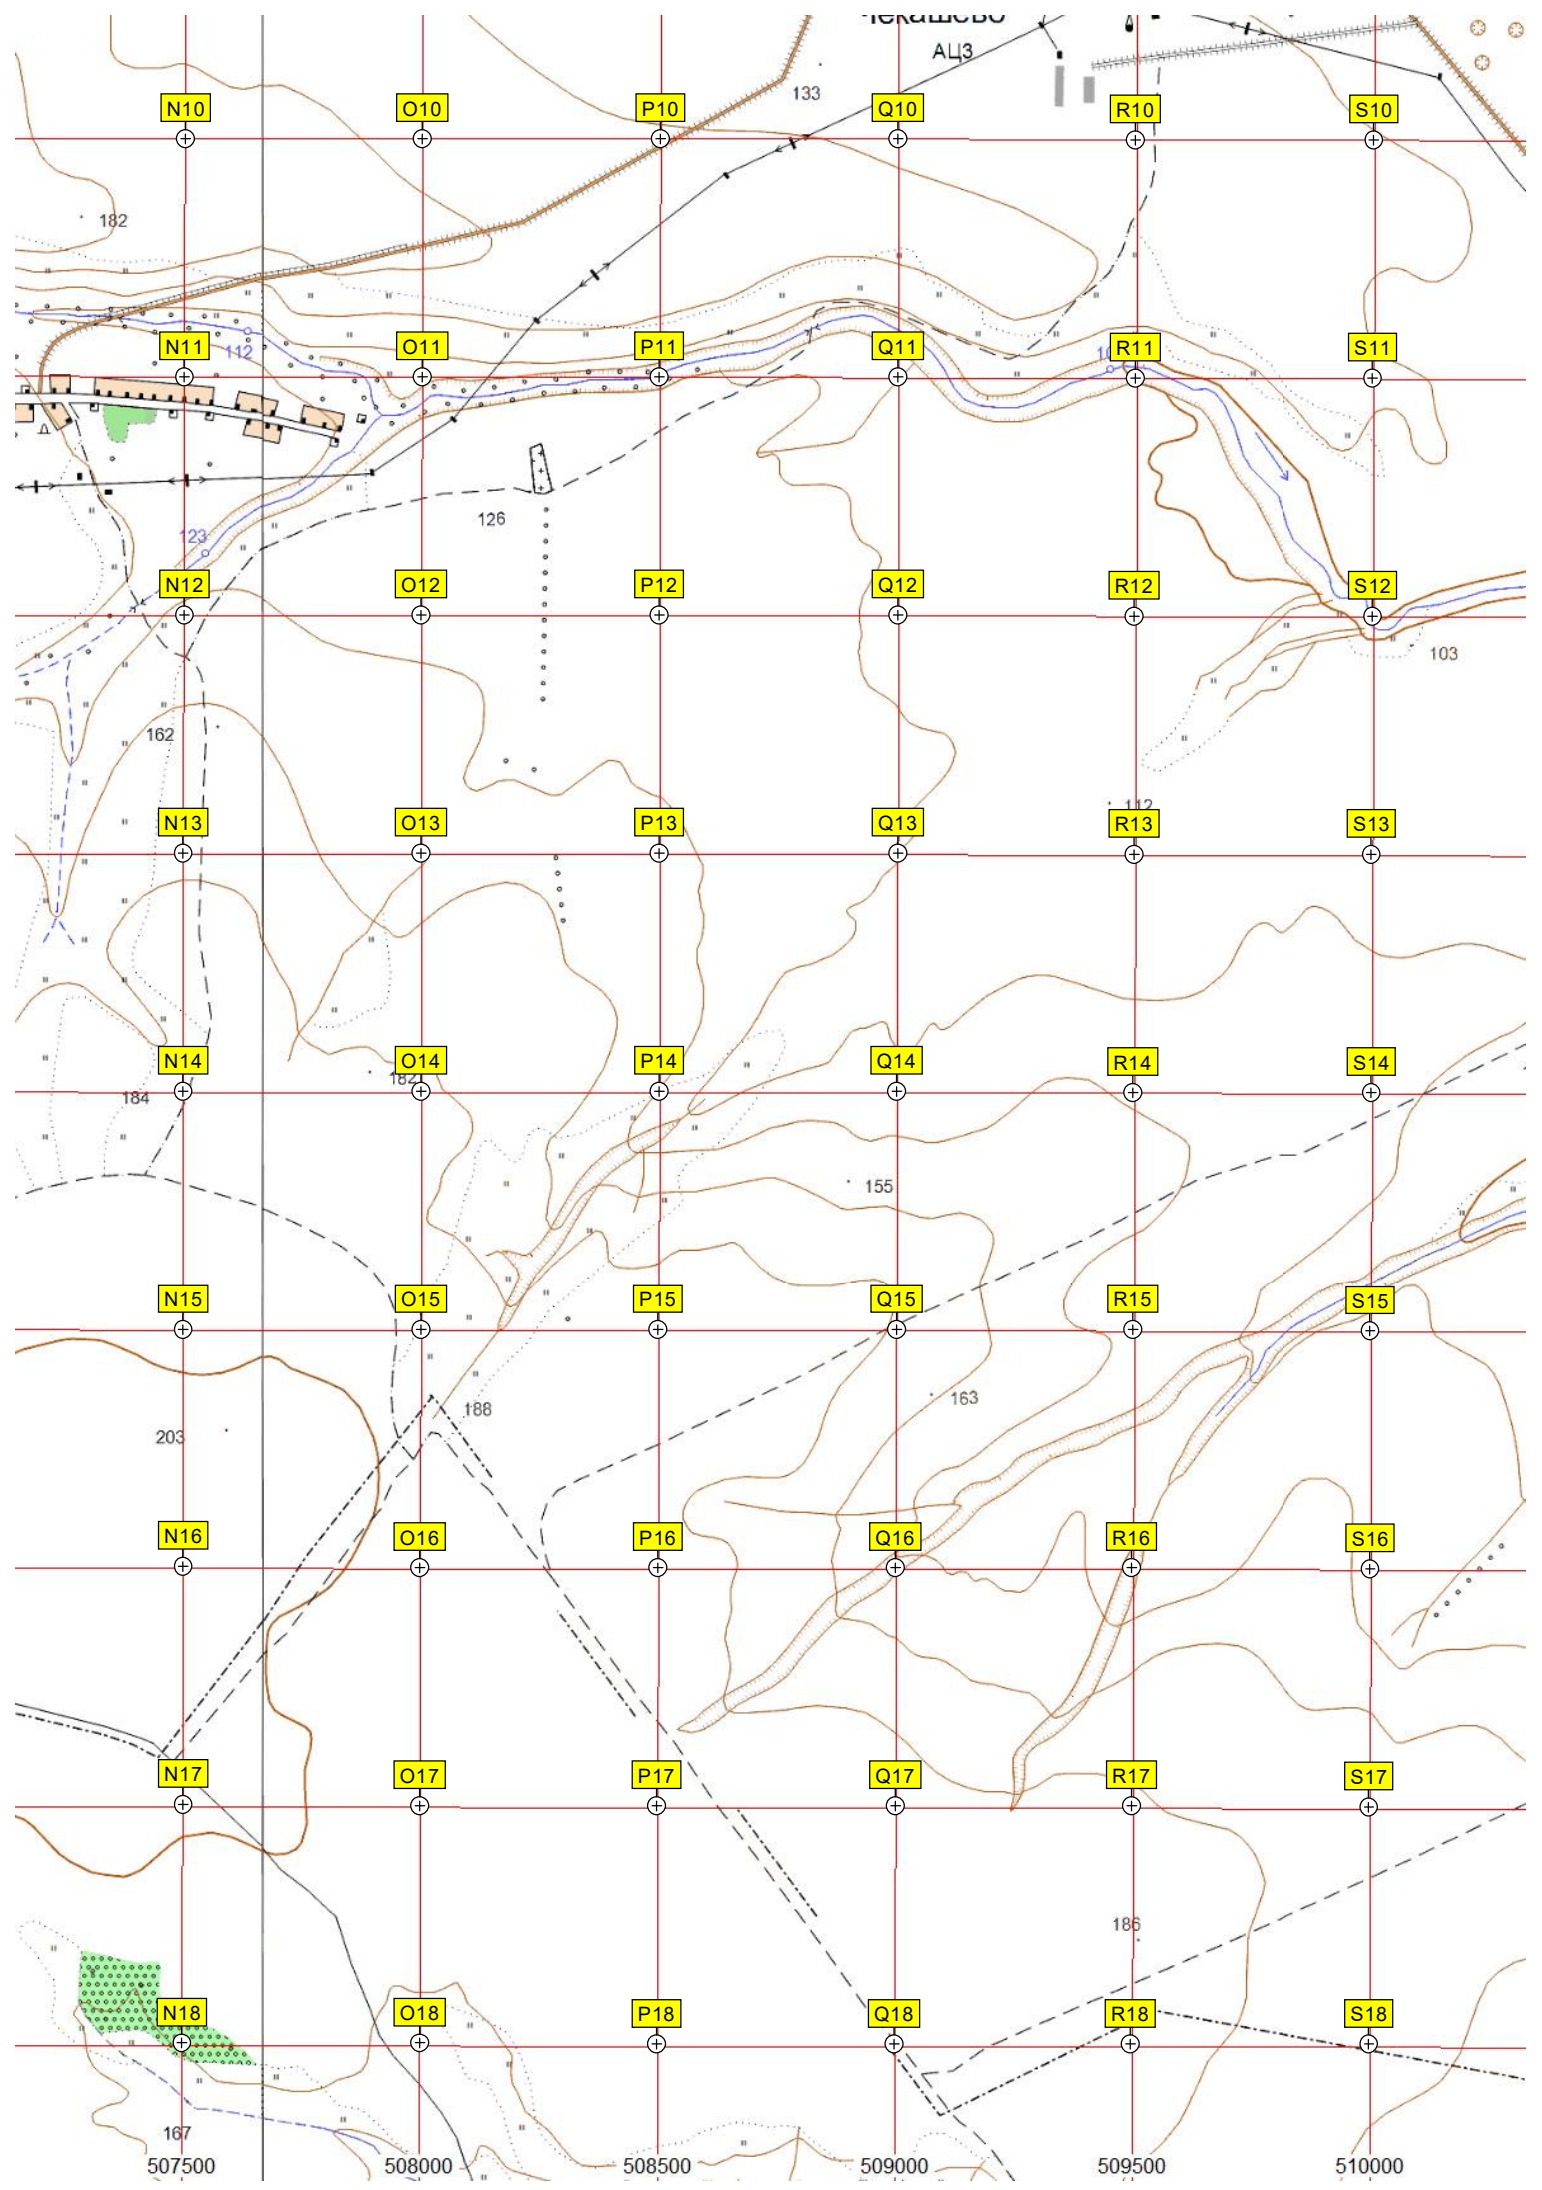 АЦЗ
133
N10 O10 P10 Q10 R10 S10
182
N11 O11 P11 Q11 R11 S11
112
126
123
N12 O12 P12 Q12 R12 S12
103
162
112
N13 O13 P13 Q13 R13 S13
N14 O14 P14 Q14 R14 S14
182
184
155
N15 O15 P15 Q15 R15 S15
163
188
203
N16 O16 P16 Q16 R16 S16
N17 O17 P17 Q17 R17 S17
186
N18 O18 P18 Q18 R18 S18
167
507500 508000 508500 509000 509500 510000